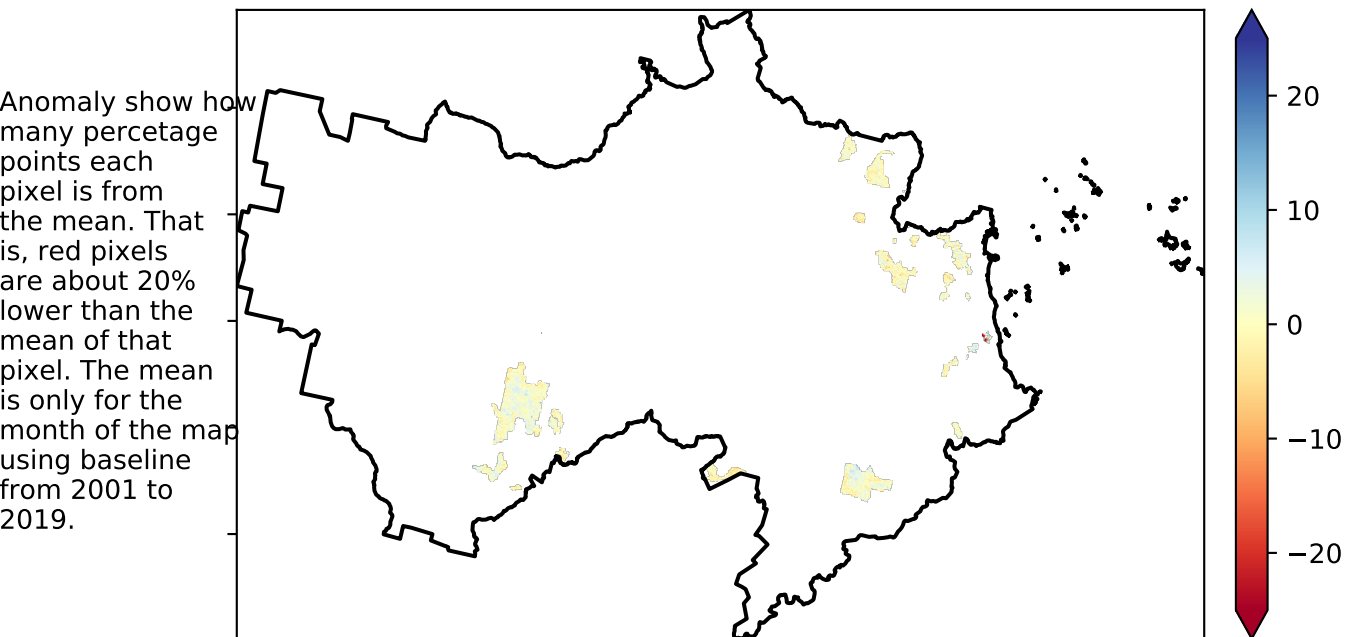 Anomaly show how
many percetage
points each
pixel is from
the mean. That
is, red pixels
are about 20%
lower than the
mean of that
pixel. The mean
is only for the
month of the map
using baseline
from 2001 to
2019.
20
10
0
−10
−20